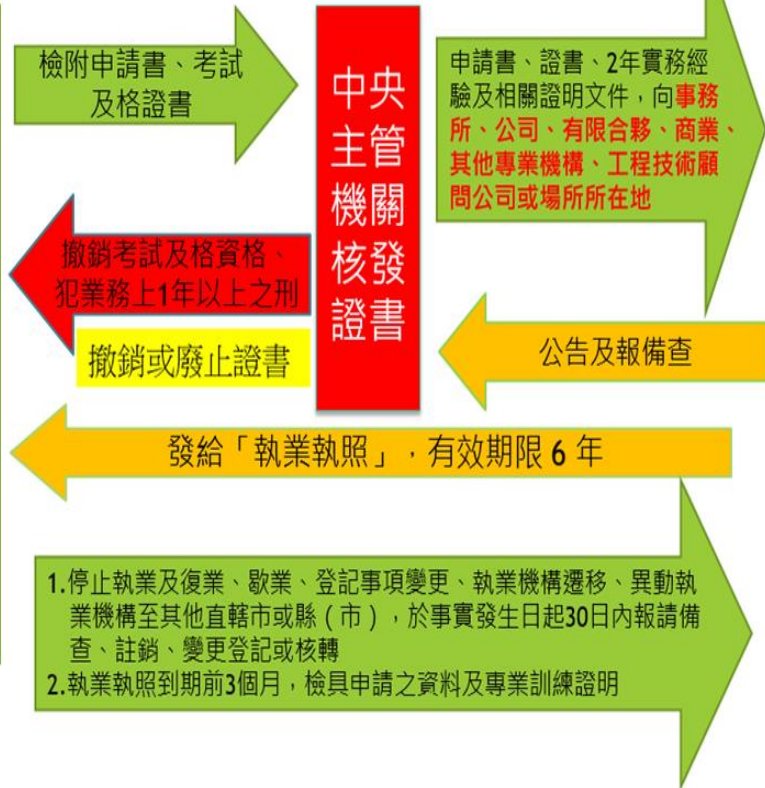 檢附申請書、考試
及格證書
中央
主管
機關
核發
證書
申請書、證書、2年實務經
驗及相關證明文件，向事務
所、公司、有限合夥、商業、
其他專業機構、工程技術顧
問公司或場所所在地
撤銷考試及格資格、
犯業務上1年以上之刑
撤銷或廢止證書
公告及報備查
發給「執業執照」，有效期限 6 年
1.停止執業及復業、歇業、登記事項變更、執業機構遷移、異動執
業機構至其他直轄市或縣（市），於事實發生日起30日內報請備
查、註銷、變更登記或核轉
2.執業執照到期前3個月，檢具申請之資料及專業訓練證明